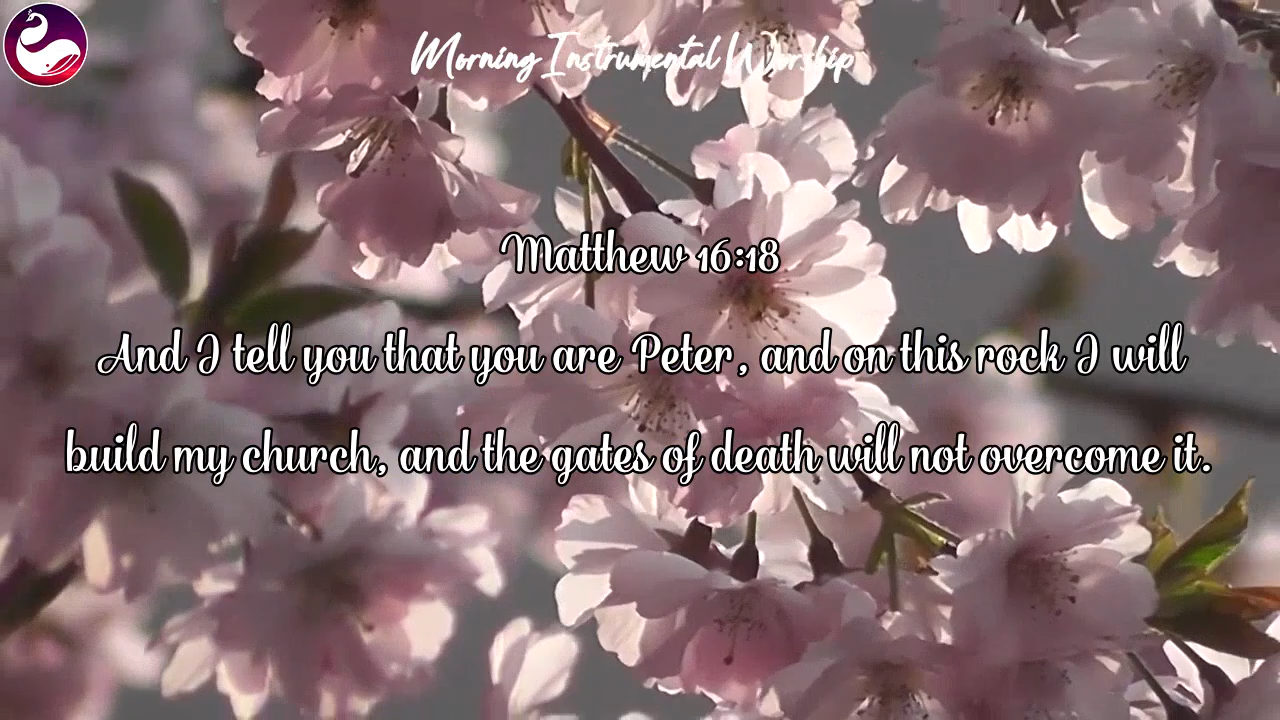 Morning Instrumental Worship
Matthew 16:18
And I tell you that you are Peter, and on this rock I will
build my church, and the gates of death will not overcome it.